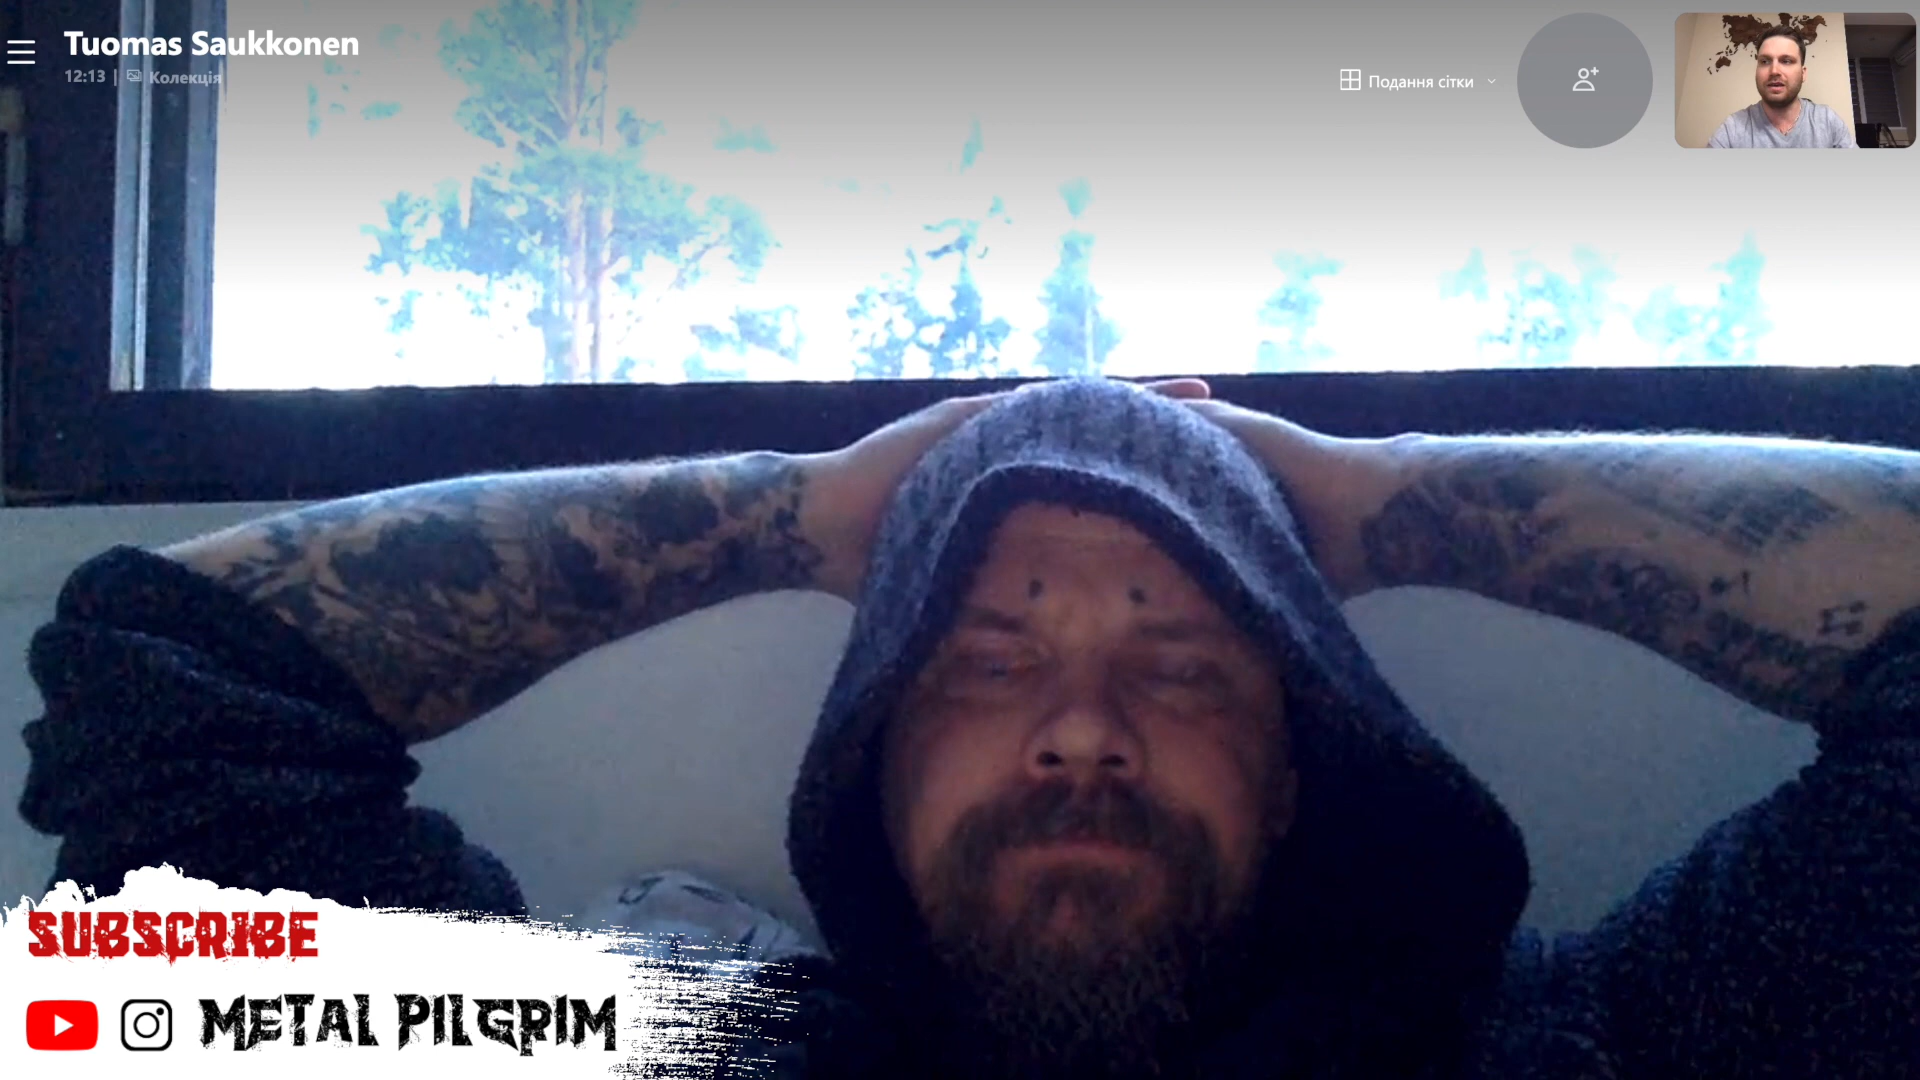 Tuomas Saukkonen
12:13 | Колекція
Подання сітки
SUBSCRIBE
METAL PILGRIM